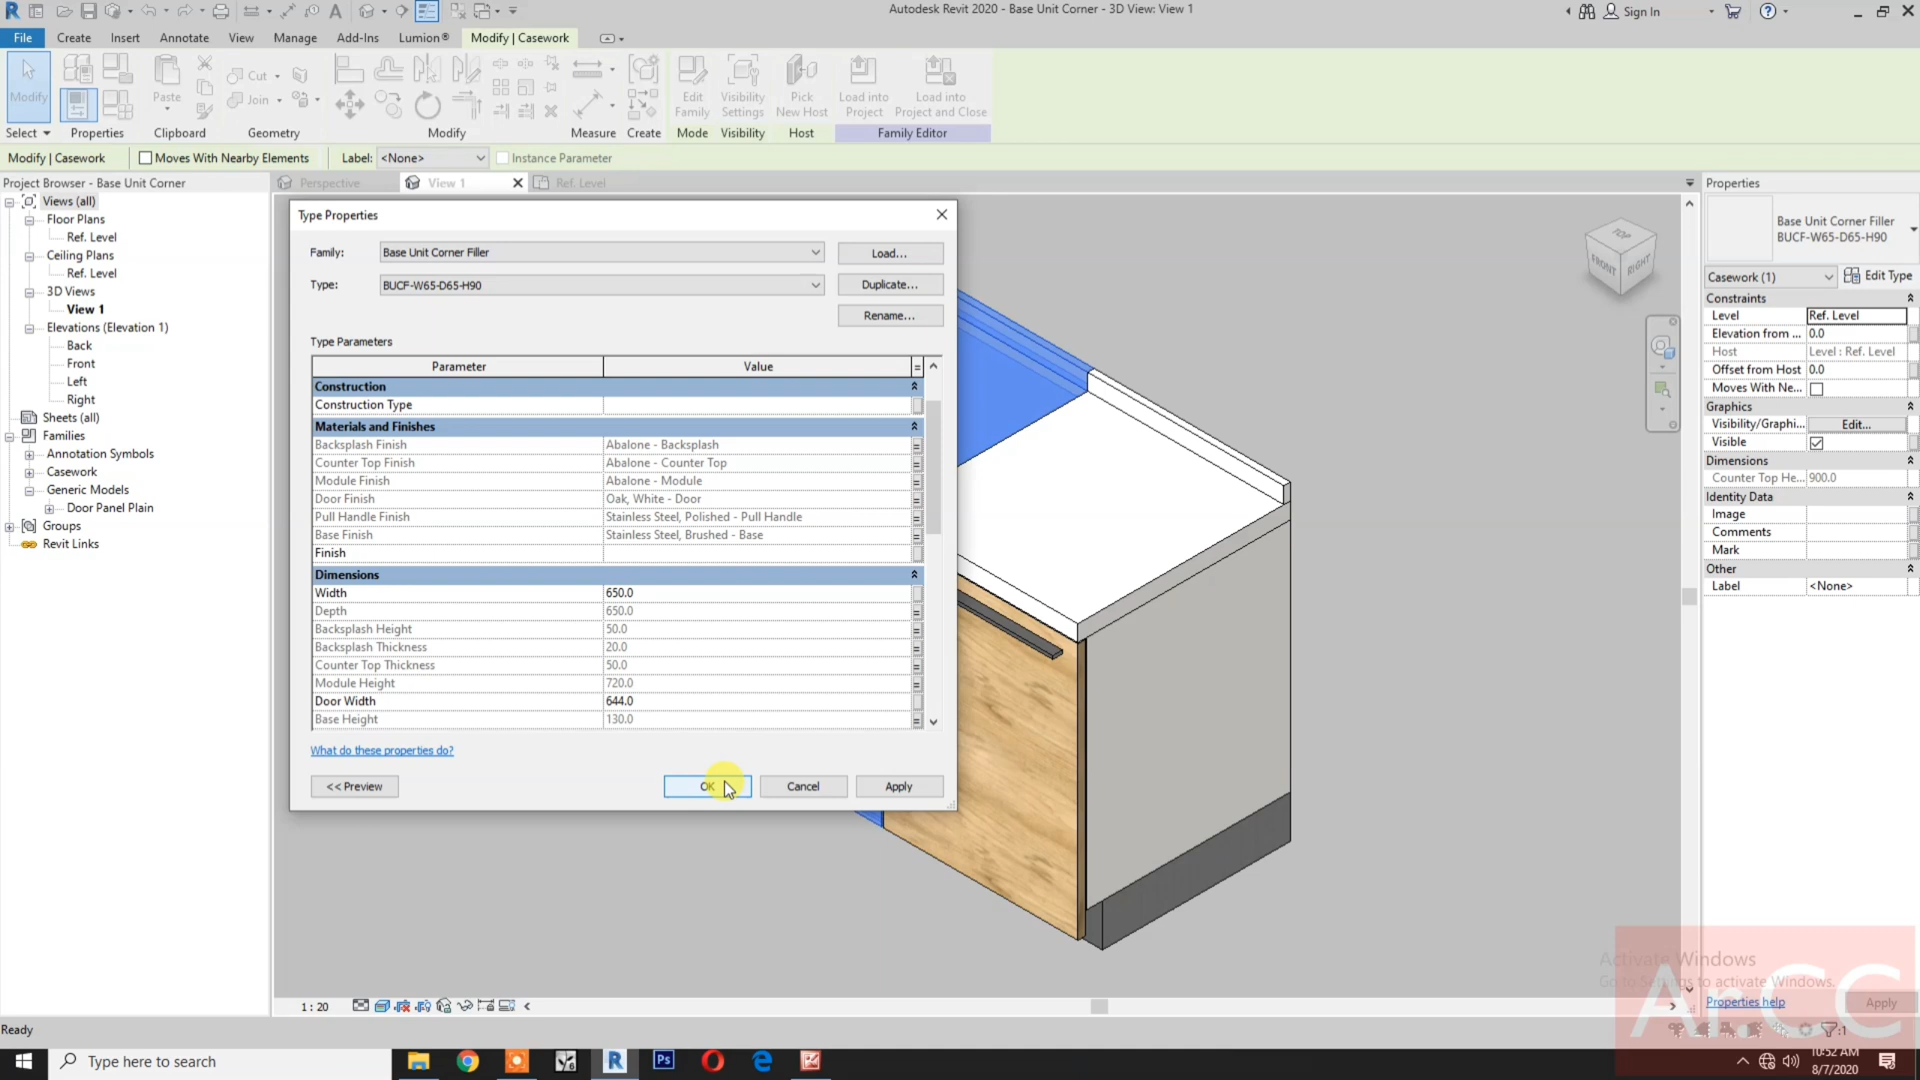 Autodesk Revit 2020 - Base Unit Corner - 3D View: View 1
Sign In
File
Create
Insert
Annotate
View
Manage
Add-Ins
Lumion®
Modify | Casework
Modify
Paste
Cut
Join
Edit Family
Visibility Settings
Pick New Host
Load into Project
Load into Project and Close
Select
Properties
Clipboard
Geometry
Modify
Measure
Create
Mode
Visibility
Host
Family Editor
Modify | Casework
Moves With Nearby Elements
Label: <None>
Instance Parameter
Project Browser - Base Unit Corner
Views (all)
Floor Plans
Ref. Level
Ceiling Plans
Ref. Level
3D Views
View 1
Elevations (Elevation 1)
Back
Front
Left
Right
Sheets (all)
Families
Annotation Symbols
Casework
Generic Models
Door Panel Plain
Groups
Revit Links
Perspective
View 1
Ref. Level
Type Properties
Family: Base Unit Corner Filler
Load...
Type: BUCF-W65-D65-H90
Duplicate...
Rename...
Type Parameters
Parameter Value =
Construction
Construction Type
Materials and Finishes
Backsplash Finish Abalone - Backsplash
Counter Top Finish Abalone - Counter Top
Module Finish Abalone - Module
Door Finish Oak, White - Door
Pull Handle Finish Stainless Steel, Polished - Pull Handle
Base Finish Stainless Steel, Brushed - Base
Finish
Dimensions
Width 650.0
Depth 650.0
Backsplash Height 50.0
Backsplash Thickness 20.0
Counter Top Thickness 50.0
Module Height 720.0
Door Width 644.0
Base Height 130.0
What do these properties do?
<< Preview
OK
Cancel
Apply
TOP
FRONT
RIGHT
Properties
Base Unit Corner Filler
BUCF-W65-D65-H90
Casework (1)
Edit Type
Constraints
Level Ref. Level
Elevation from ... 0.0
Host Level : Ref. Level
Offset from Host 0.0
Moves With Ne...
Graphics
Visibility/Graphi... Edit...
Visible
Dimensions
Counter Top He... 900.0
Identity Data
Image
Comments
Mark
Other
Label <None>
Activate Windows
Go to Settings to activate Windows.
Properties help
Apply
ArCC
1 : 20
Ready
:1
Type here to search
Ps
10:52 AM
8/7/2020